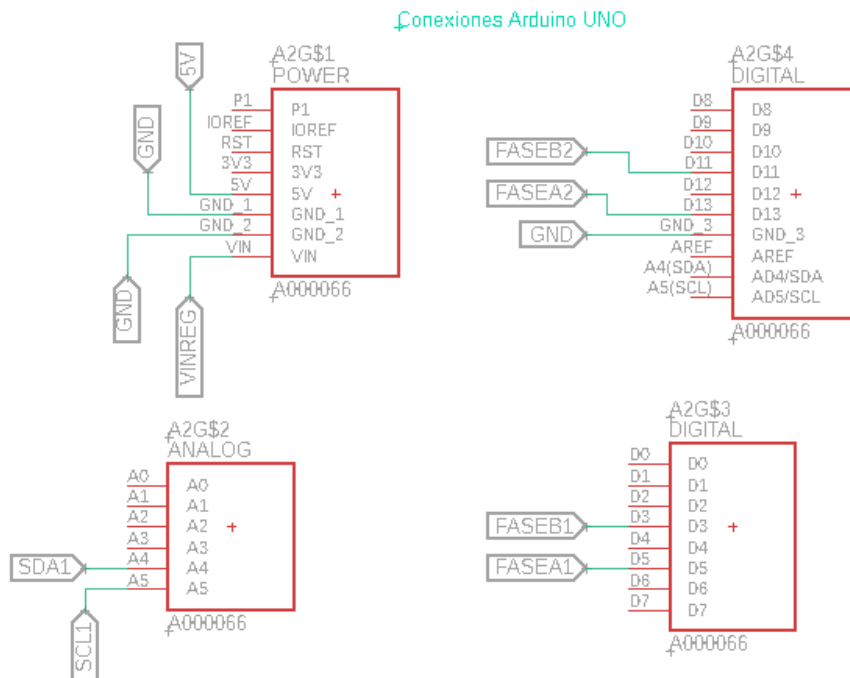 Conexiones Arduino UNO
A2G$1
POWER
5V
GND
P1 P1
IOREF IOREF
RST RST
3V3 3V3
5V 5V
GND_1 GND_1
GND_2 GND_2
VIN VIN
GND
VINREG
A000066
A2G$4
DIGITAL
D8 D8
D9 D9
D10 D10
FASEB2 D11 D11
D12 D12
FASEA2 D13 D13
GND GND_3 GND_3
AREF AREF
A4(SDA) AD4/SDA
A5(SCL) AD5/SCL
A000066
A2G$2
ANALOG
A0 A0
A1 A1
A2 A2
A3 A3
SDA1 A4 A4
A5 A5
SCL1
A000066
A2G$3
DIGITAL
D0 D0
D1 D1
D2 D2
FASEB1 D3 D3
D4 D4
FASEA1 D5 D5
D6 D6
D7 D7
A000066